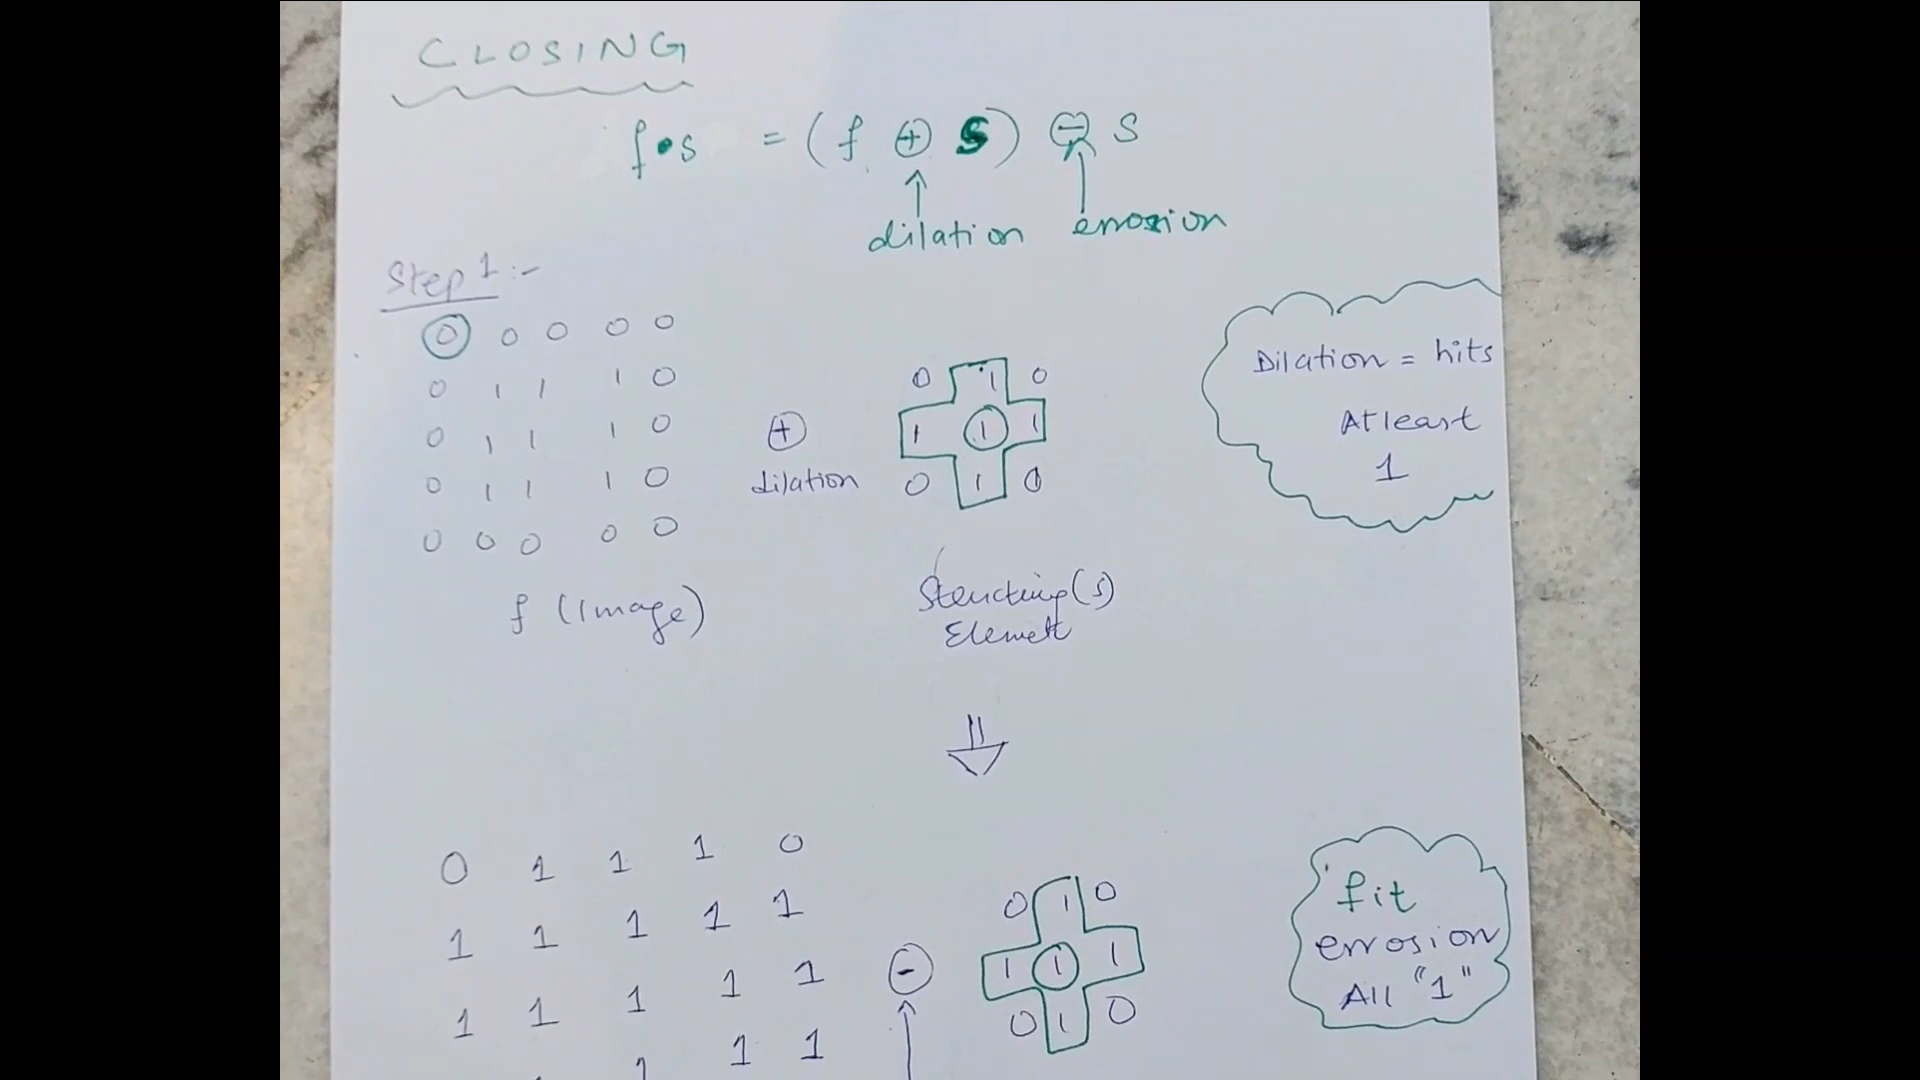 CLOSING
f•s = (f ⊕ s) ⊖ s
dilation errosion
Step 1:-
0 0 0 0 0
0 1 1 1 0
0 1 1 1 0
0 1 1 1 0
0 0 0 0 0
f (Image)
⊕
dilation
0 1 0
1 1 1
0 1 0
Structing(s)
Element
Dilation = hits
Atleast
1
0 1 1 1 0
1 1 1 1 1
1 1 1 1 1
1 1 1
⊖
0 1 0
1 1 1
0 1 0
fit
errosion
All "1"